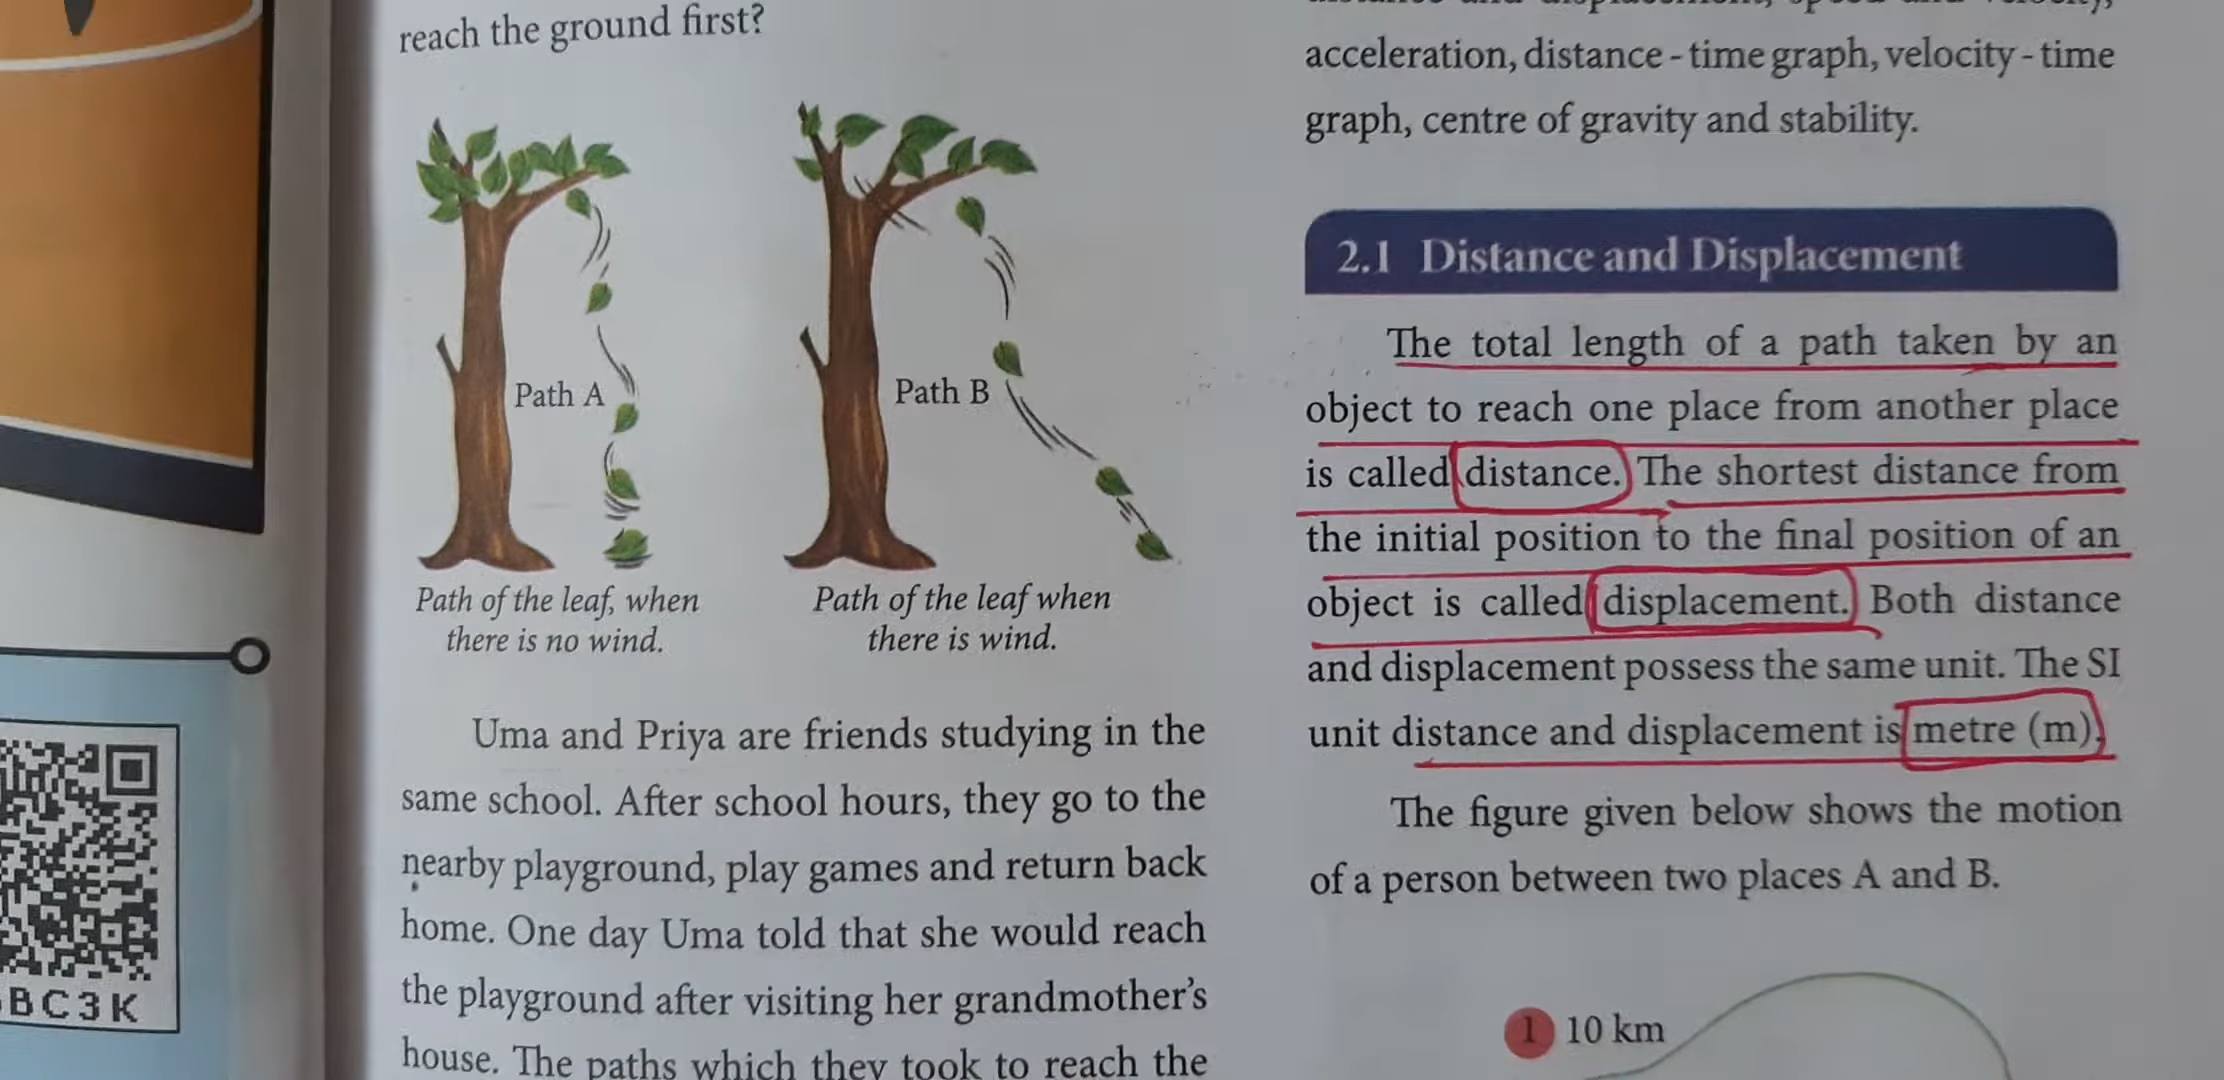 reach the ground first?
Path A
Path B
Path of the leaf, when
there is no wind.
Path of the leaf when
there is wind.
Uma and Priya are friends studying in the
same school. After school hours, they go to the
nearby playground, play games and return back
home. One day Uma told that she would reach
the playground after visiting her grandmother's
house. The paths which they took to reach the
BC3K
acceleration, distance - time graph, velocity - time
graph, centre of gravity and stability.
2.1 Distance and Displacement
The total length of a path taken by an
object to reach one place from another place
is called distance. The shortest distance from
the initial position to the final position of an
object is called displacement. Both distance
and displacement possess the same unit. The SI
unit distance and displacement is metre (m).
The figure given below shows the motion
of a person between two places A and B.
1 10 km